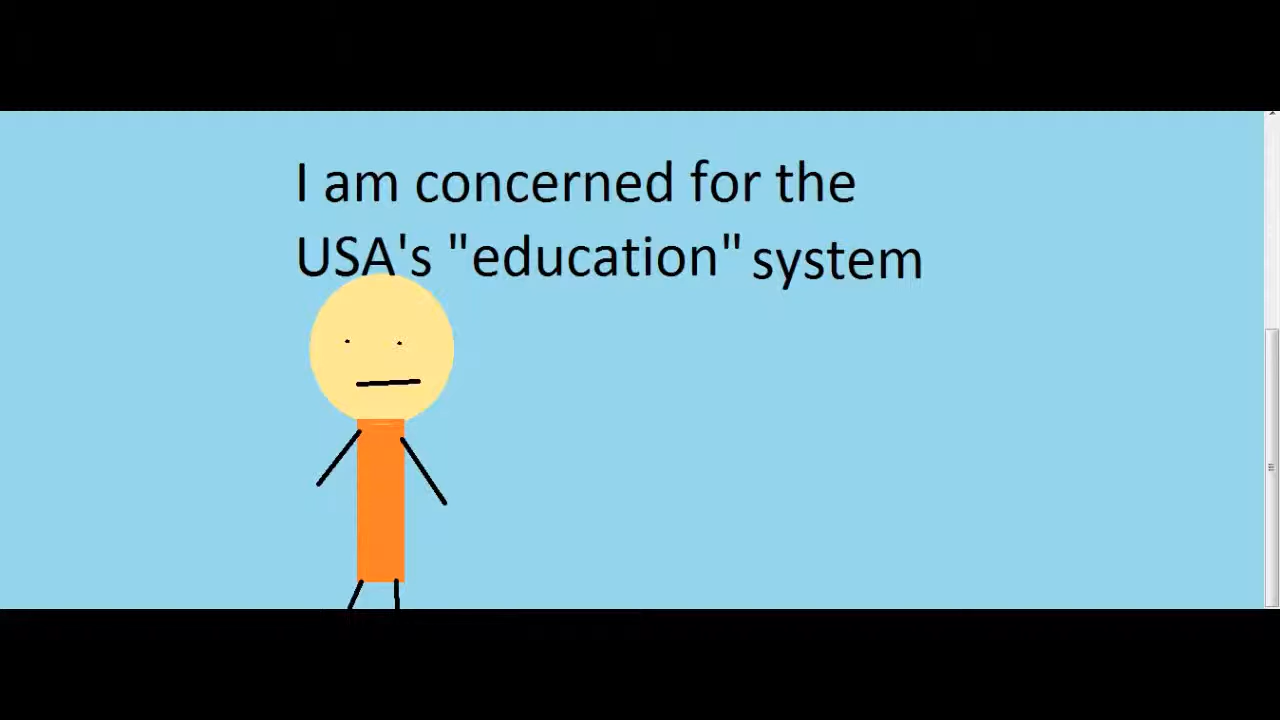 I am concerned for the
USA's "education" system